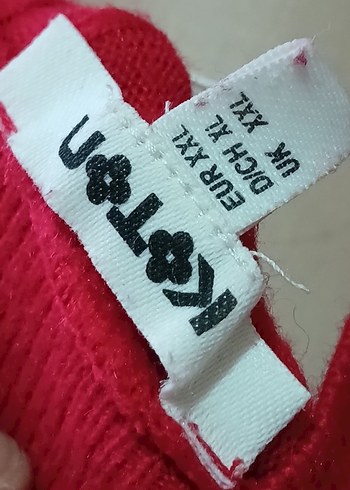 KOTON
EUR XXL
D/CH XL
UK XXL